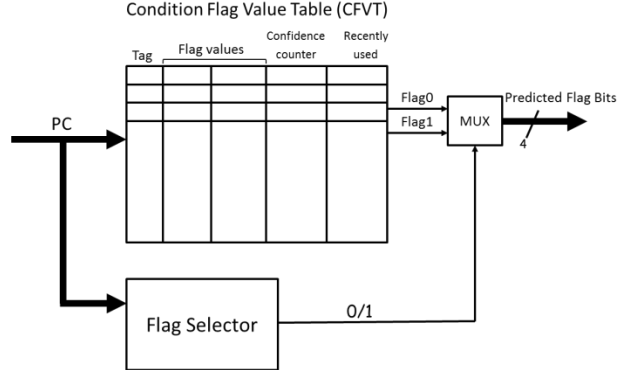 Condition Flag Value Table (CFVT)
Tag
Flag values
Confidence
counter
Recently
used
PC
Flag0
Flag1
MUX
Predicted Flag Bits
4
Flag Selector
0/1